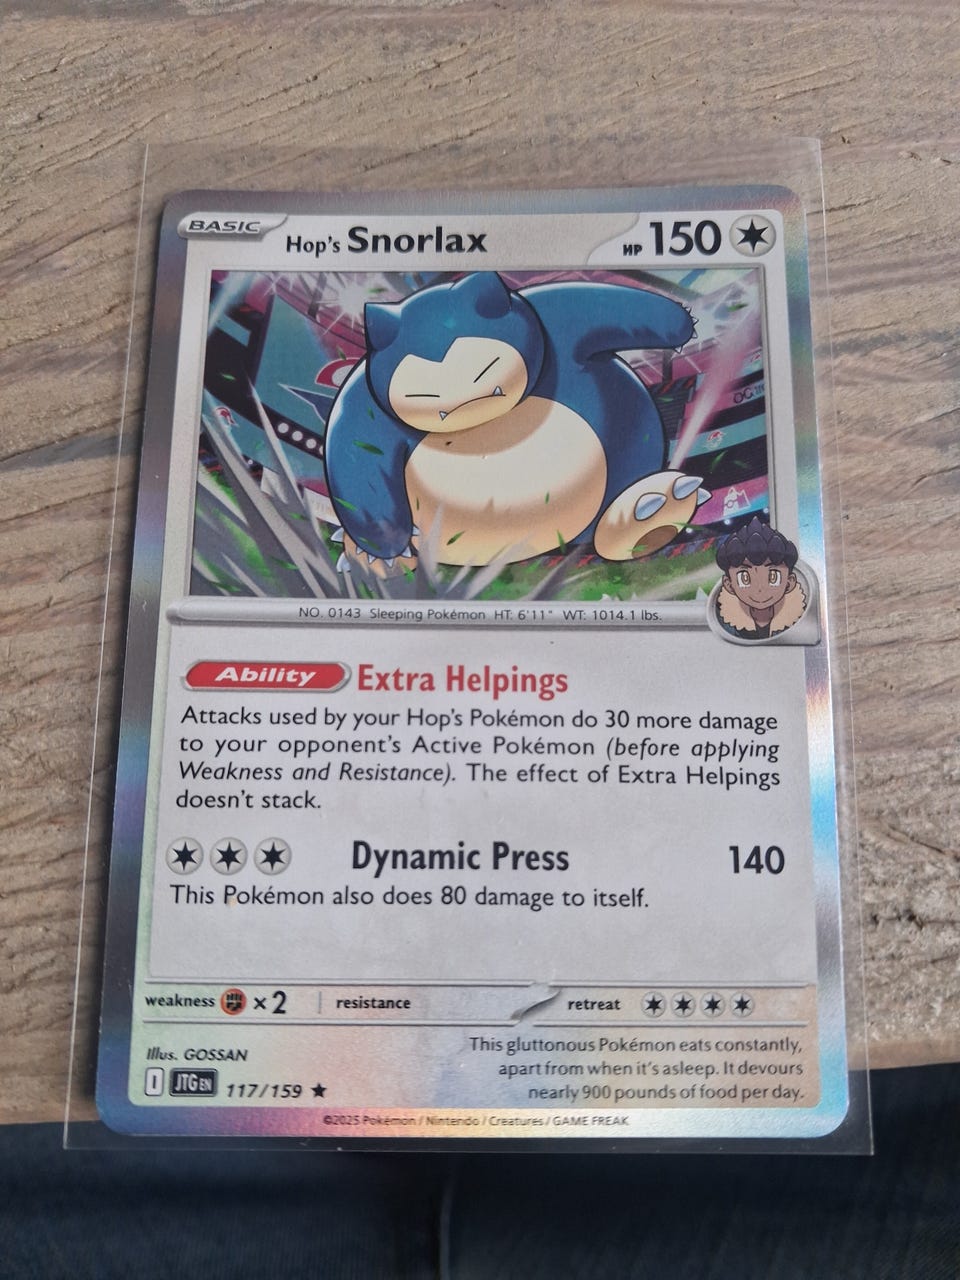 BASIC
Hop's Snorlax
HP 150
NO. 0143 Sleeping Pokémon HT: 6'11" WT: 1014.1 lbs.
Ability Extra Helpings
Attacks used by your Hop's Pokémon do 30 more damage
to your opponent's Active Pokémon (before applying
Weakness and Resistance). The effect of Extra Helpings
doesn't stack.
Dynamic Press 140
This Pokémon also does 80 damage to itself.
weakness ×2 resistance retreat
Illus. GOSSAN
I JTG EN 117/159 ★
This gluttonous Pokémon eats constantly,
apart from when it's asleep. It devours
nearly 900 pounds of food per day.
©2025 Pokémon / Nintendo / Creatures / GAME FREAK